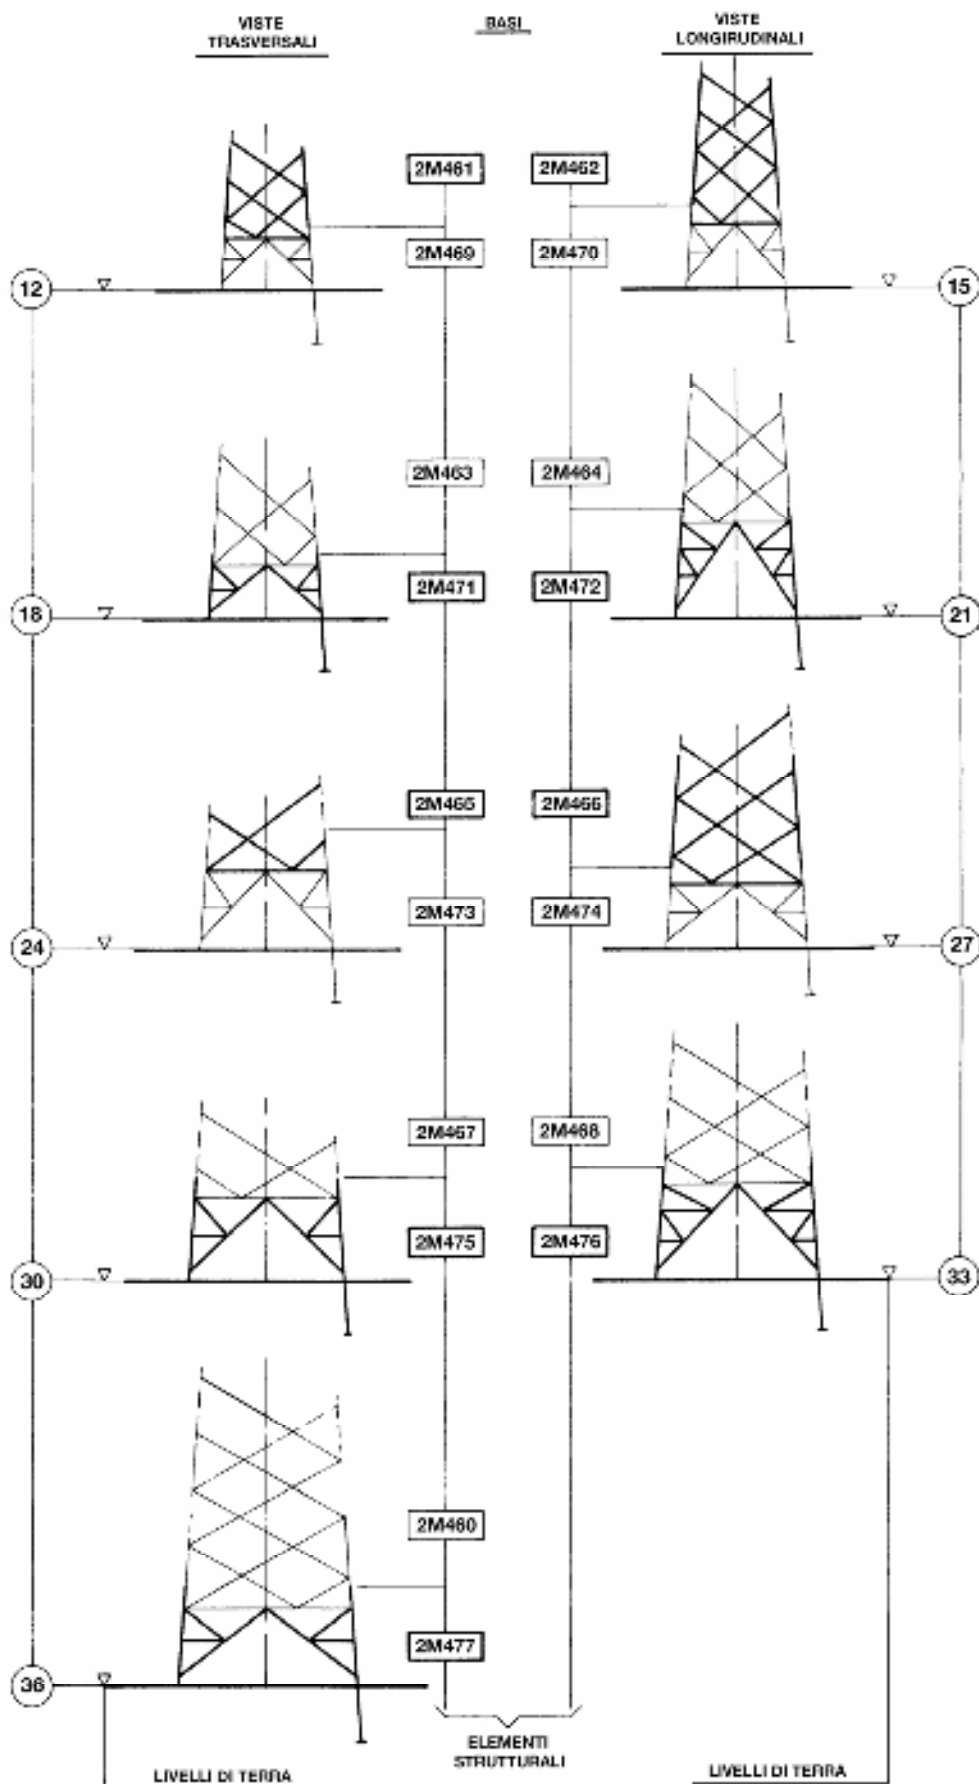 VISTE
TRASVERSALI
BASI
VISTE
LONGIRUDINALI
2M461
2M462
2M469
2M470
12
15
2M463
2M464
2M471
2M472
18
21
2M465
2M466
2M473
2M474
24
27
2M467
2M468
2M475
2M476
30
33
2M460
2M477
36
ELEMENTI
STRUTTURALI
LIVELLI DI TERRA
LIVELLI DI TERRA